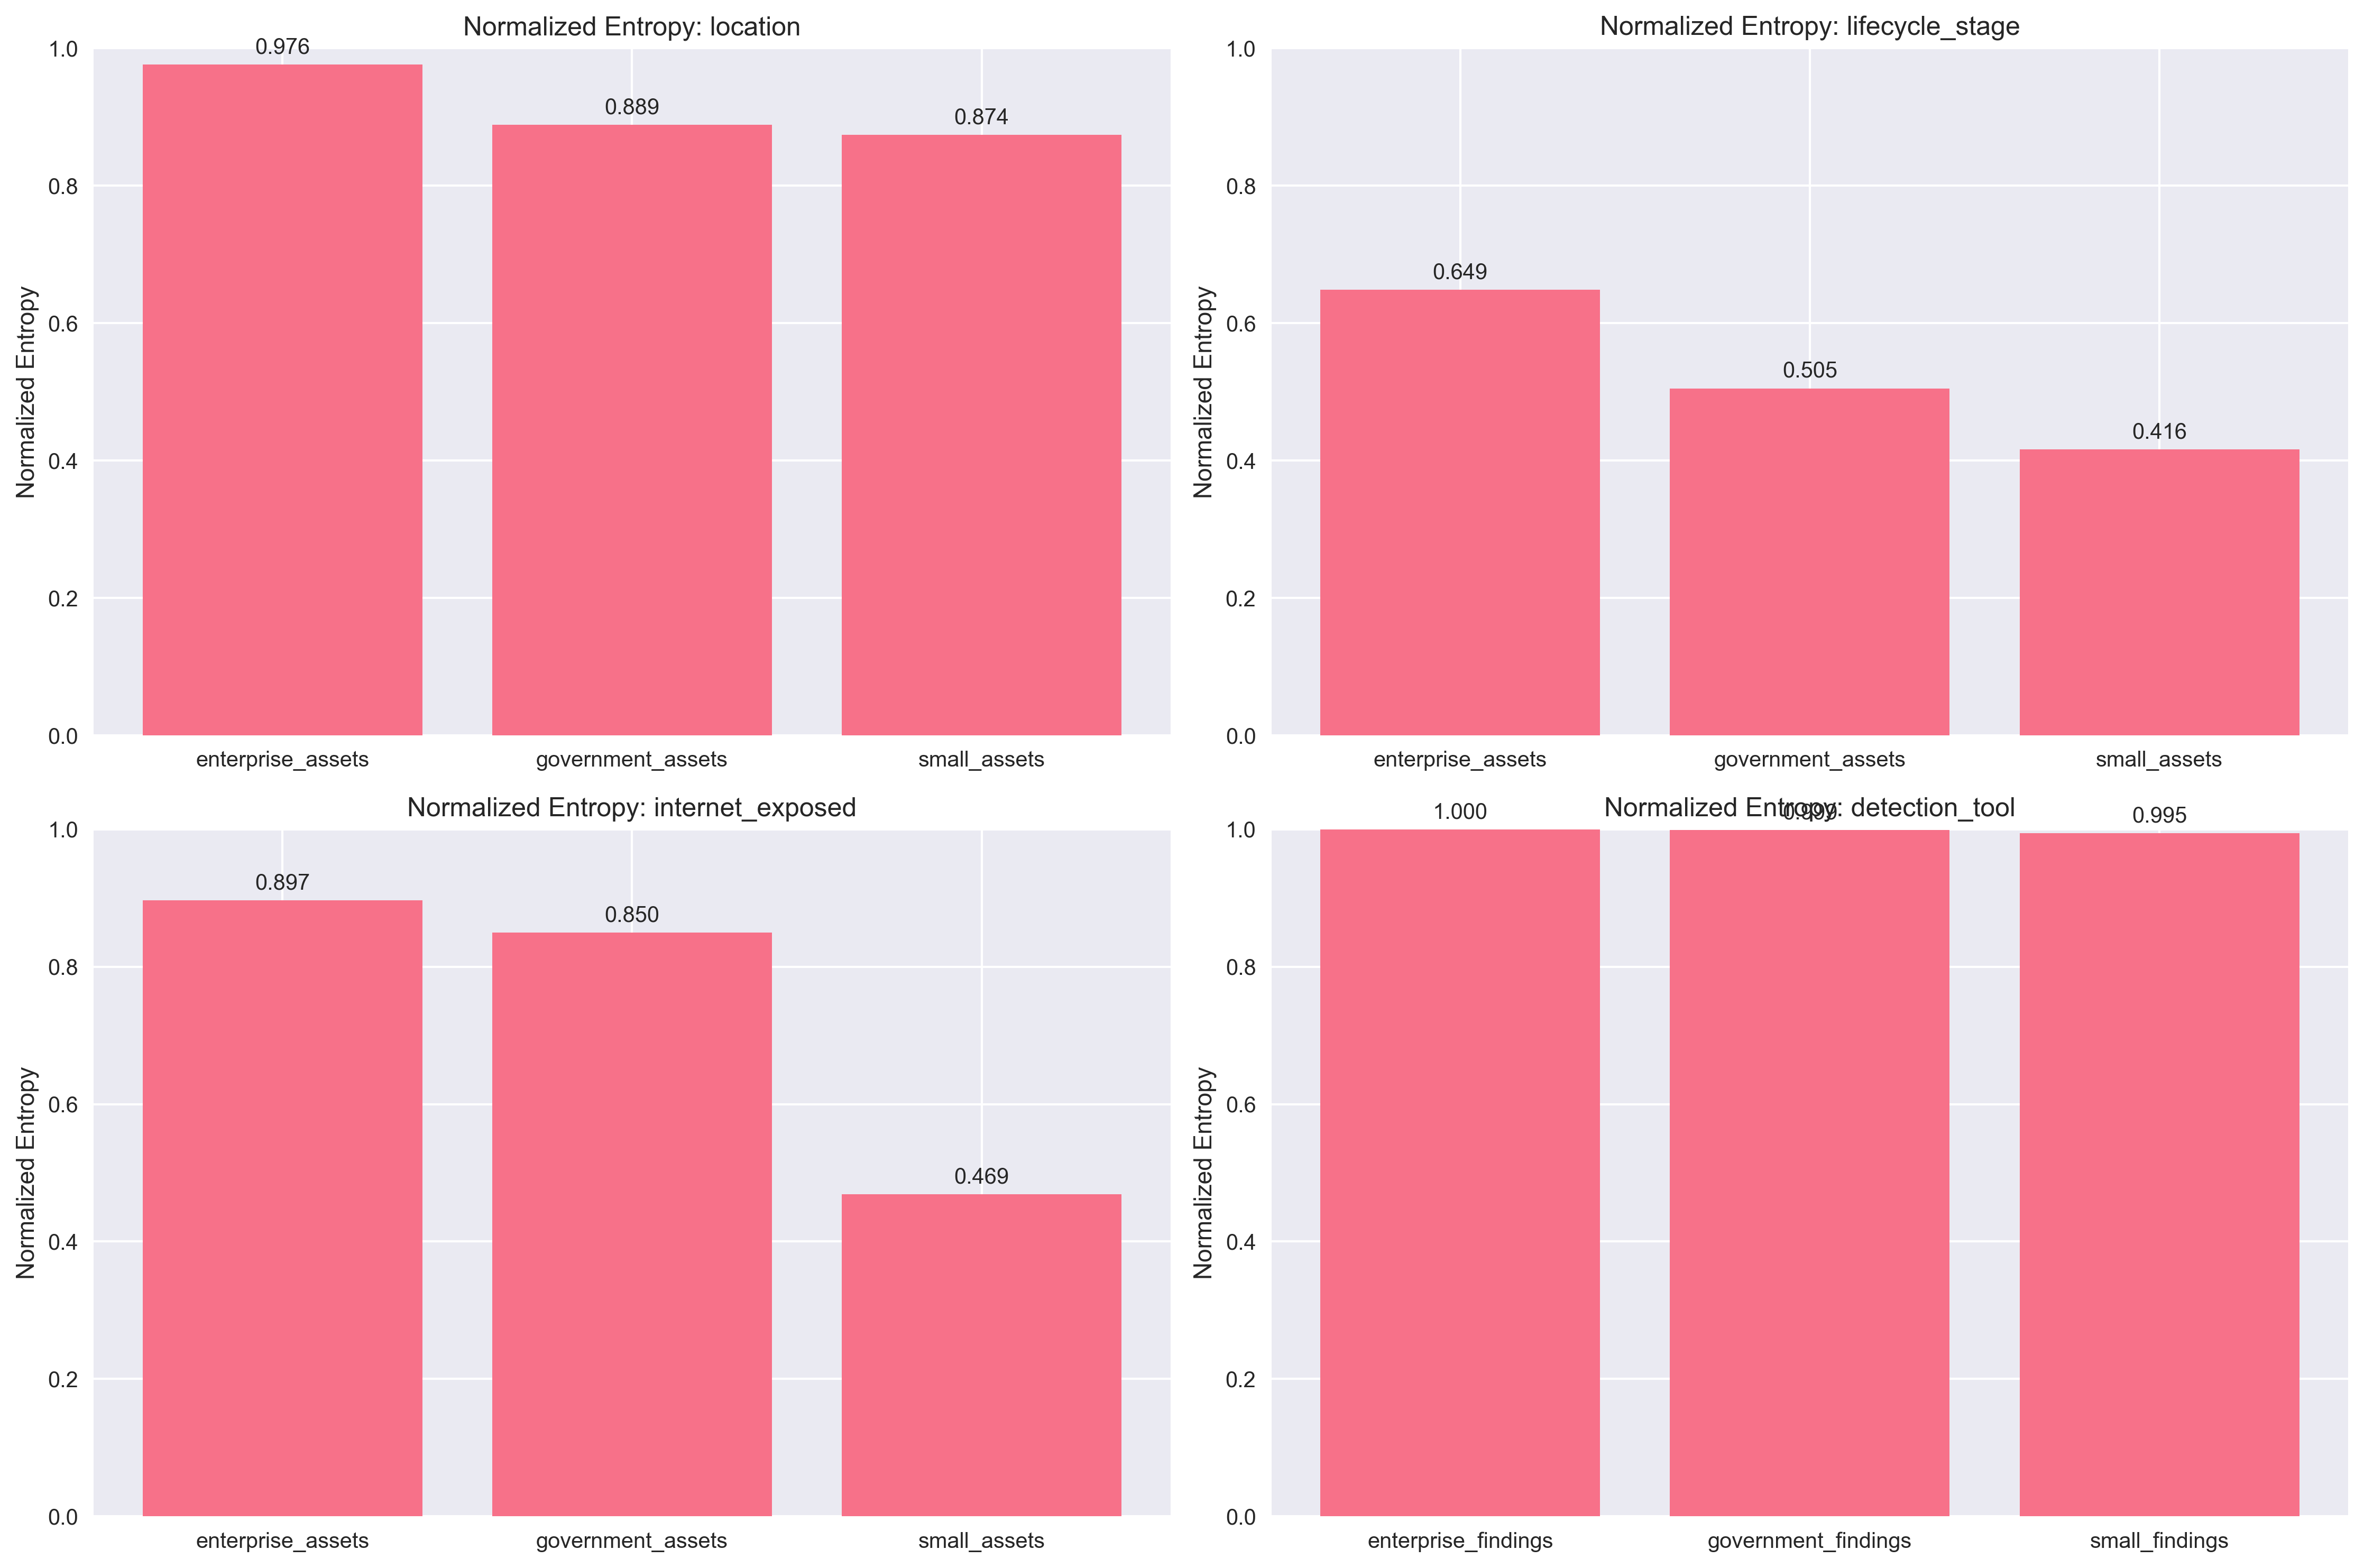 Normalized Entropy: location
Normalized Entropy
1.0
0.8
0.6
0.4
0.2
0.0
0.976
0.889
0.874
enterprise_assets
government_assets
small_assets
Normalized Entropy: lifecycle_stage
Normalized Entropy
1.0
0.8
0.6
0.4
0.2
0.0
0.649
0.505
0.416
enterprise_assets
government_assets
small_assets
Normalized Entropy: internet_exposed
Normalized Entropy
1.0
0.8
0.6
0.4
0.2
0.0
0.897
0.850
0.469
enterprise_assets
government_assets
small_assets
Normalized Entropy: detection_tool
Normalized Entropy
1.0
0.8
0.6
0.4
0.2
0.0
1.000
0.995
enterprise_findings
government_findings
small_findings